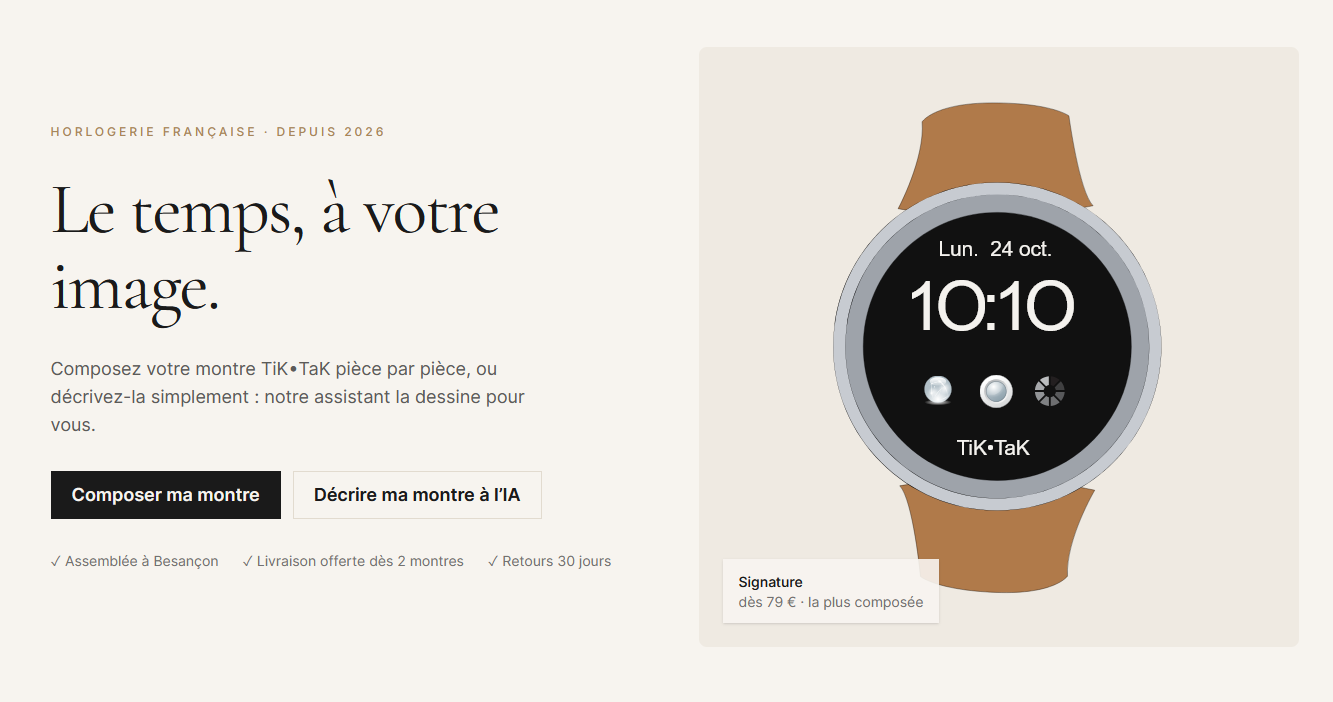 HORLOGERIE FRANÇAISE · DEPUIS 2026
Le temps, à votre
image.
Composez votre montre TiK•TaK pièce par pièce, ou
décrivez-la simplement : notre assistant la dessine pour
vous.
Composer ma montre
Décrire ma montre à l’IA
✓ Assemblée à Besançon
✓ Livraison offerte dès 2 montres
✓ Retours 30 jours
Lun. 24 oct.
10:10
TiK•TaK
Signature
dès 79 € · la plus composée